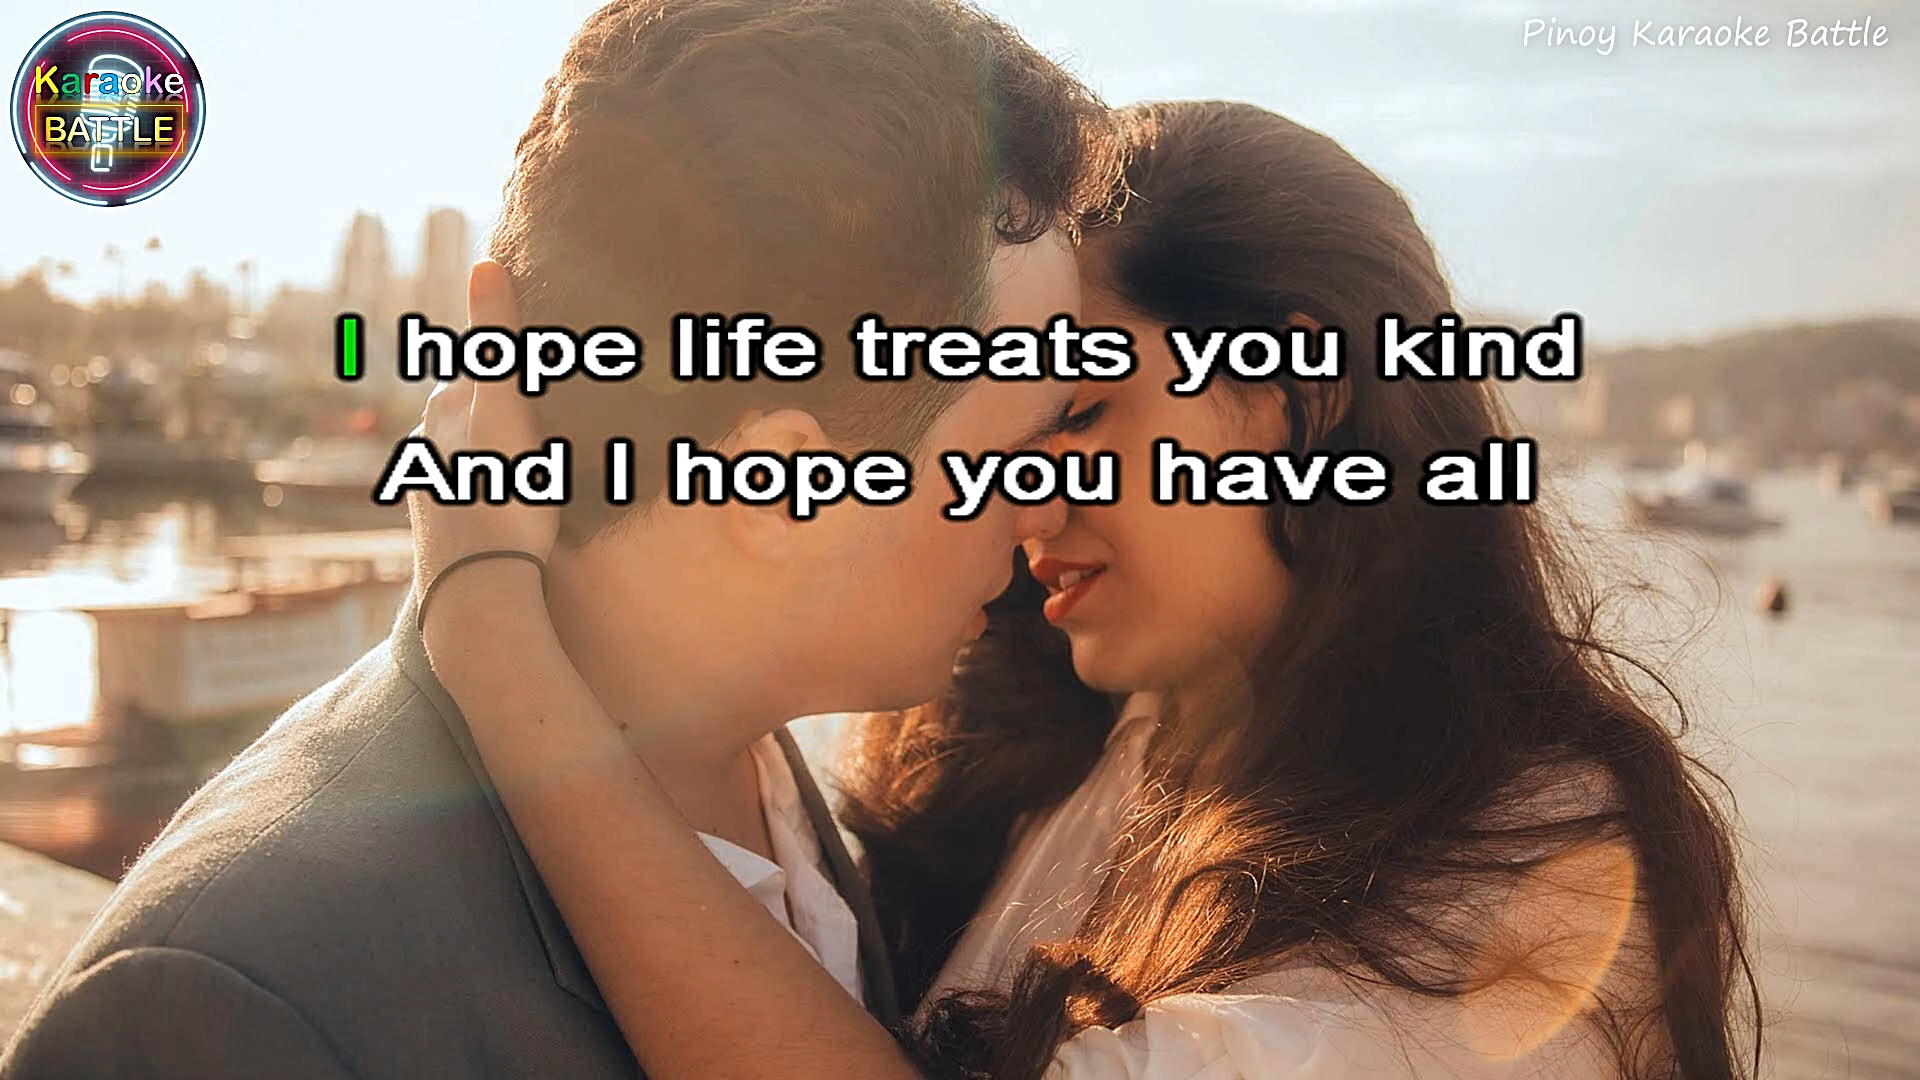 Karaoke
BATTLE
Pinoy Karaoke Battle
I hope life treats you kind
And I hope you have all